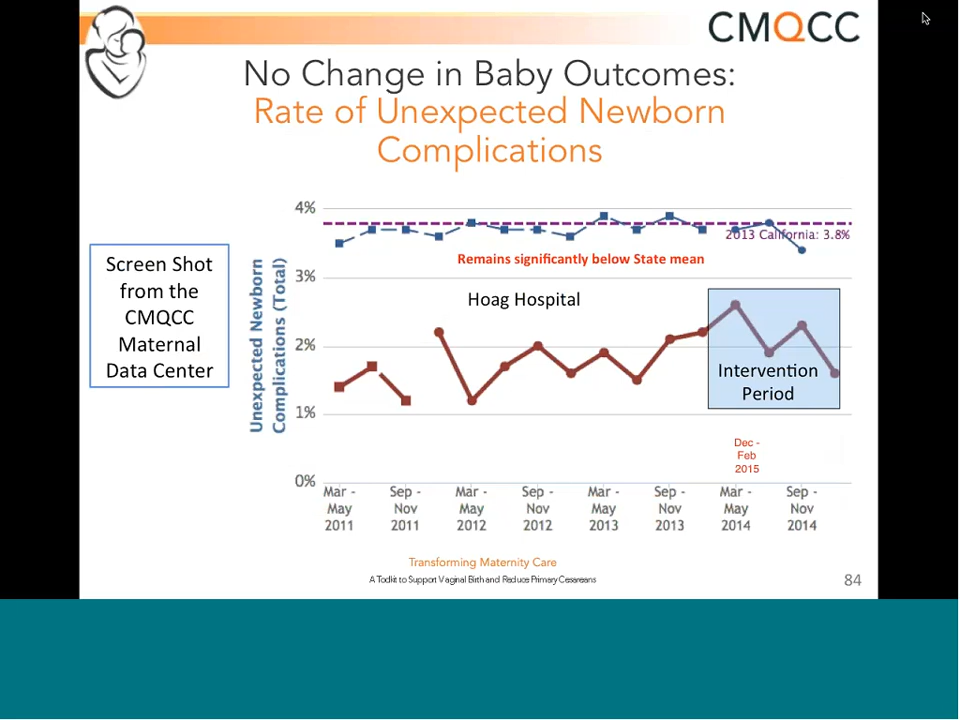 CMQCC
No Change in Baby Outcomes:
Rate of Unexpected Newborn
Complications
Screen Shot
from the
CMQCC
Maternal
Data Center
Unexpected Newborn
Complications (Total)
4%
3%
2%
1%
0%
2013 California: 3.8%
Remains significantly below State mean
Hoag Hospital
Intervention
Period
Dec -
Feb
2015
Mar -
May
2011
Sep -
Nov
2011
Mar -
May
2012
Sep -
Nov
2012
Mar -
May
2013
Sep -
Nov
2013
Mar -
May
2014
Sep -
Nov
2014
Transforming Maternity Care
A Toolkit to Support Vaginal Birth and Reduce Primary Cesareans
84